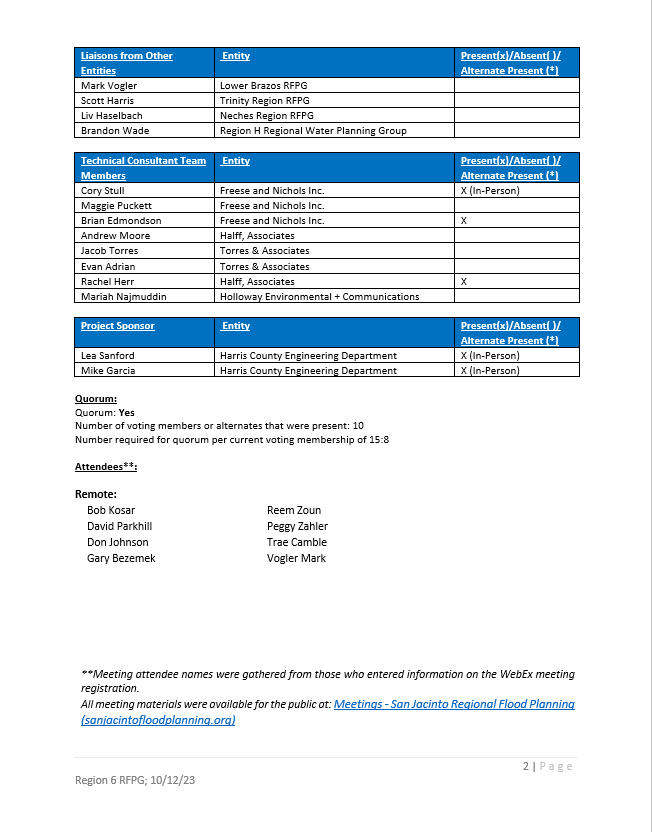 Liaisons from Other Entities Entity Present(x)/Absent( )/ Alternate Present (*)
Mark Vogler Lower Brazos RFPG
Scott Harris Trinity Region RFPG
Liv Haselbach Neches Region RFPG
Brandon Wade Region H Regional Water Planning Group
Technical Consultant Team Members Entity Present(x)/Absent( )/ Alternate Present (*)
Cory Stull Freese and Nichols Inc. X (In-Person)
Maggie Puckett Freese and Nichols Inc.
Brian Edmondson Freese and Nichols Inc. X
Andrew Moore Halff, Associates
Jacob Torres Torres & Associates
Evan Adrian Torres & Associates
Rachel Herr Halff, Associates X
Mariah Najmuddin Holloway Environmental + Communications
Project Sponsor Entity Present(x)/Absent( )/ Alternate Present (*)
Lea Sanford Harris County Engineering Department X (In-Person)
Mike Garcia Harris County Engineering Department X (In-Person)
Quorum:
Quorum: Yes
Number of voting members or alternates that were present: 10
Number required for quorum per current voting membership of 15:8
Attendees**:
Remote:
Bob Kosar Reem Zoun
David Parkhill Peggy Zahler
Don Johnson Trae Camble
Gary Bezemek Vogler Mark
**Meeting attendee names were gathered from those who entered information on the WebEx meeting
registration.
All meeting materials were available for the public at: Meetings - San Jacinto Regional Flood Planning
(sanjacintofloodplanning.org)
2 | Page
Region 6 RFPG; 10/12/23